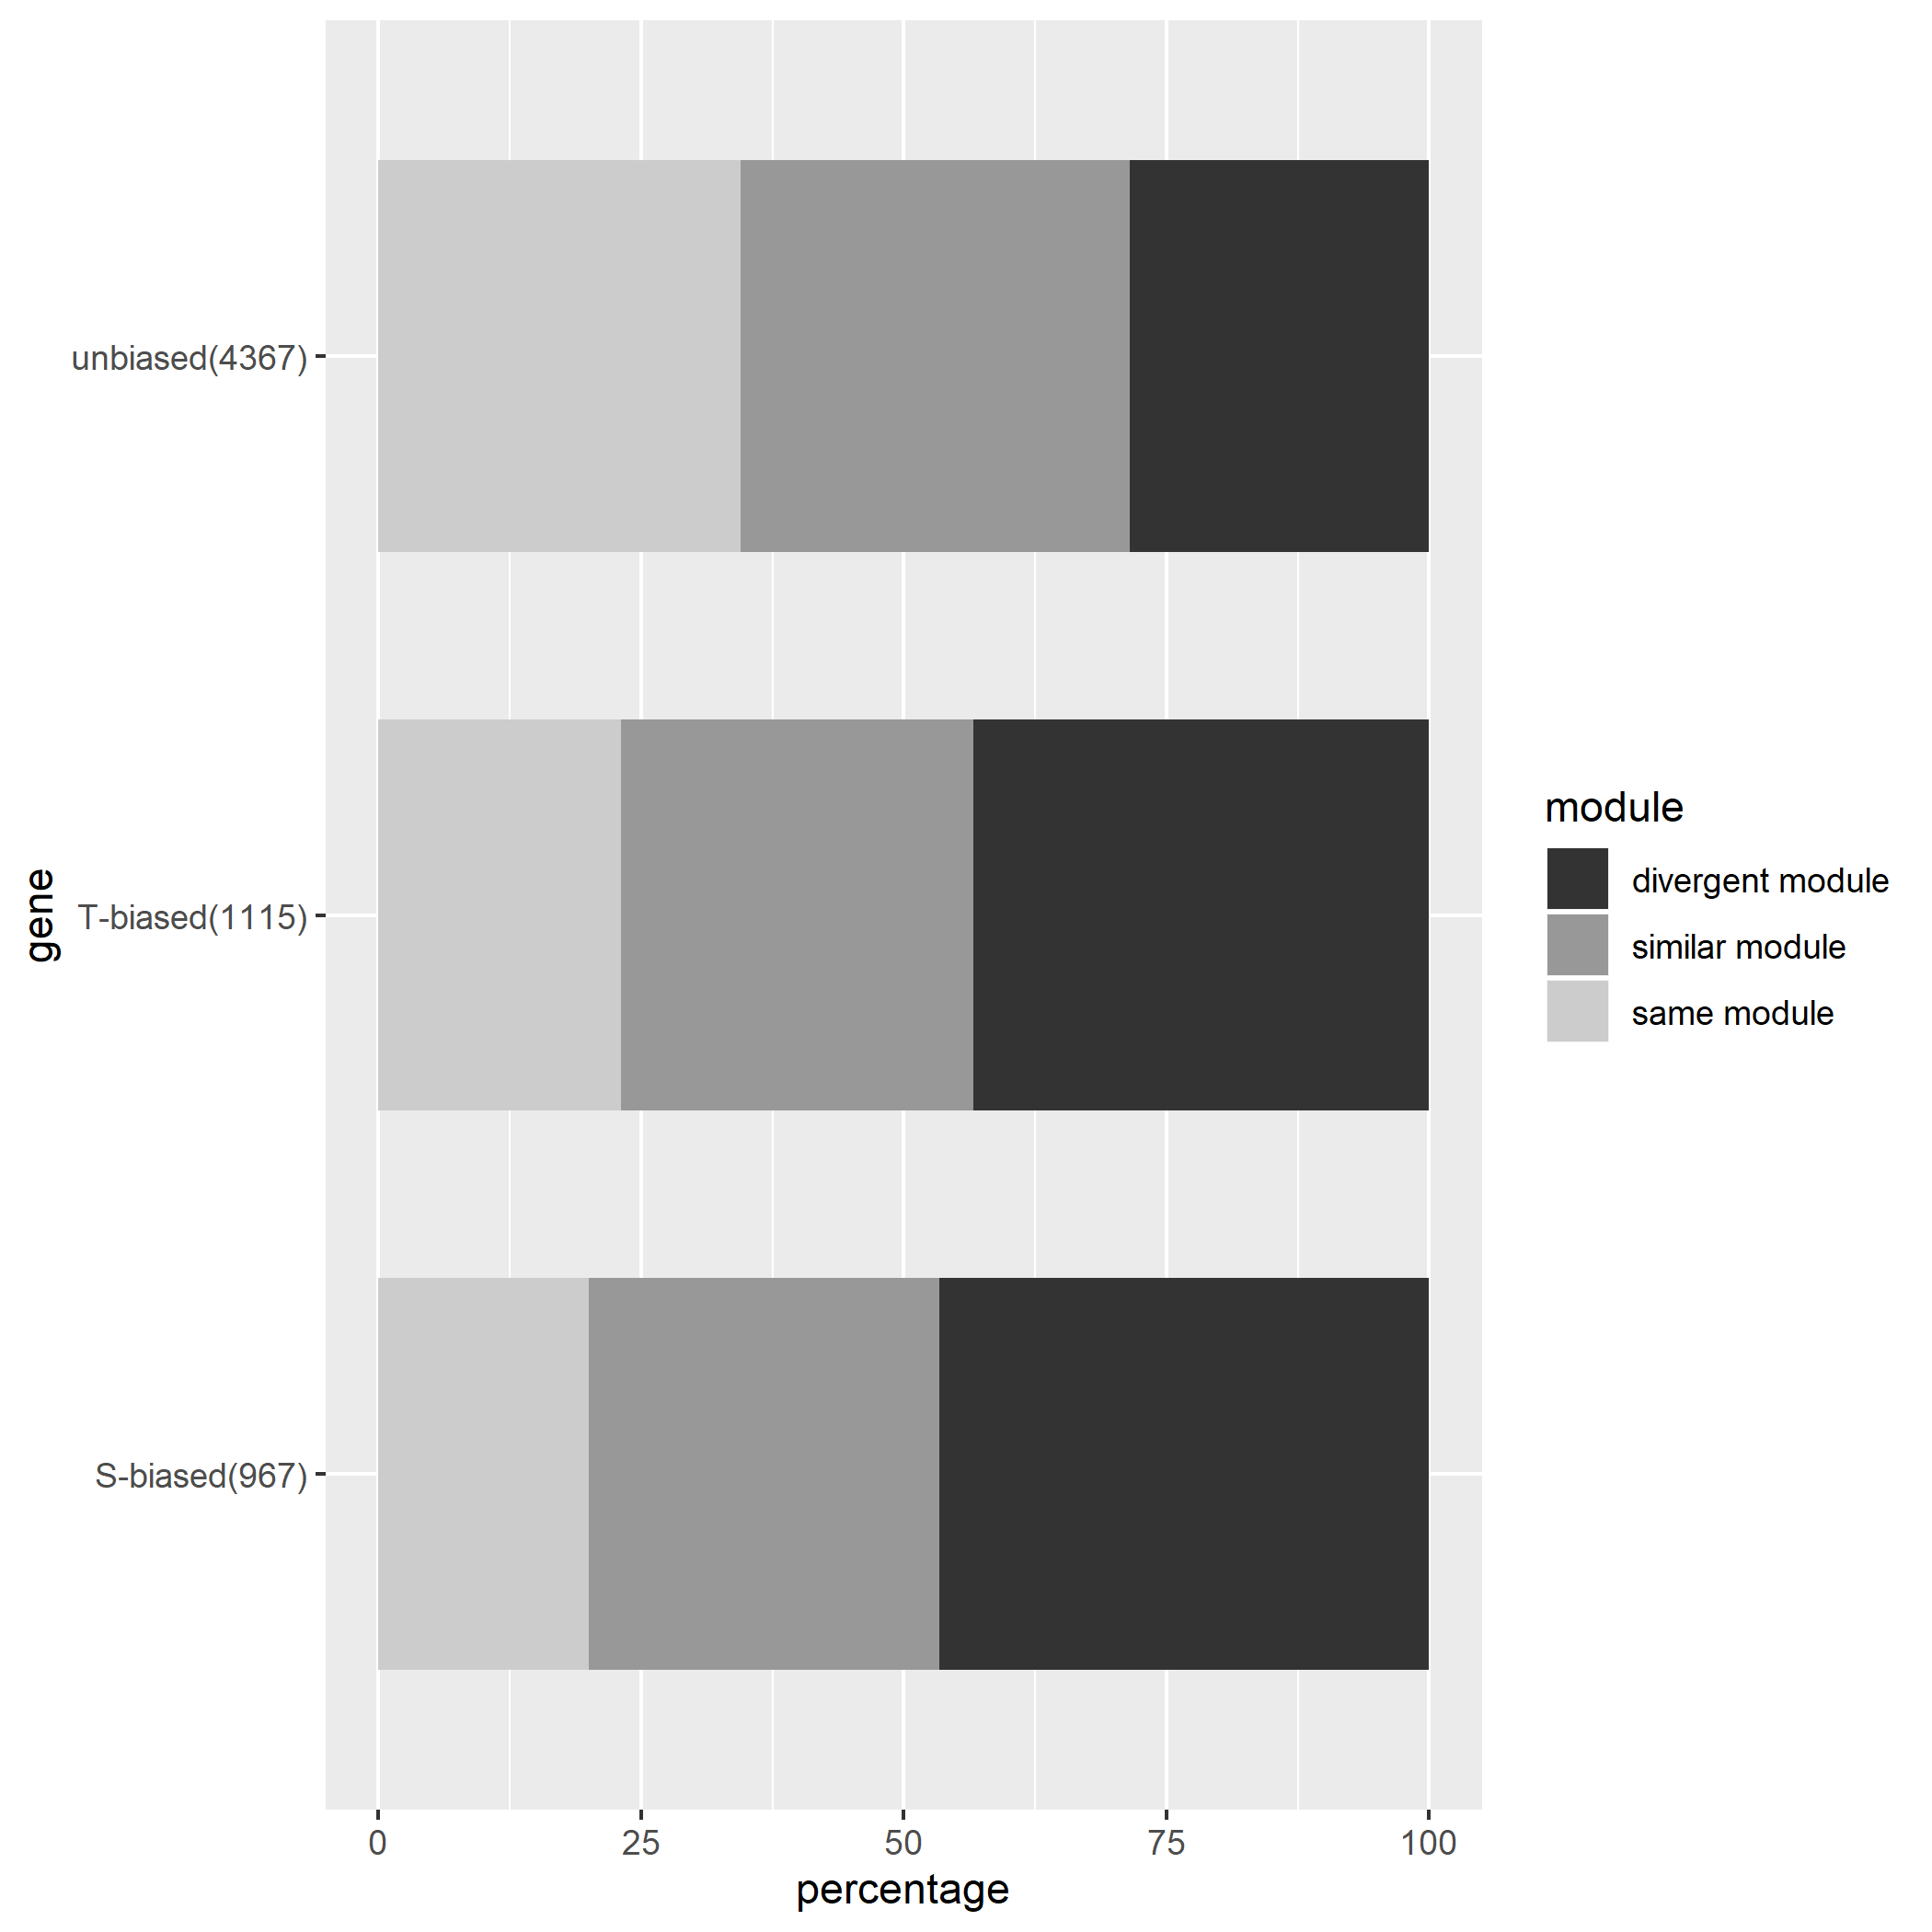 gene
unbiased(4367)
T-biased(1115)
S-biased(967)
0 25 50 75 100
percentage
module
divergent module
similar module
same module